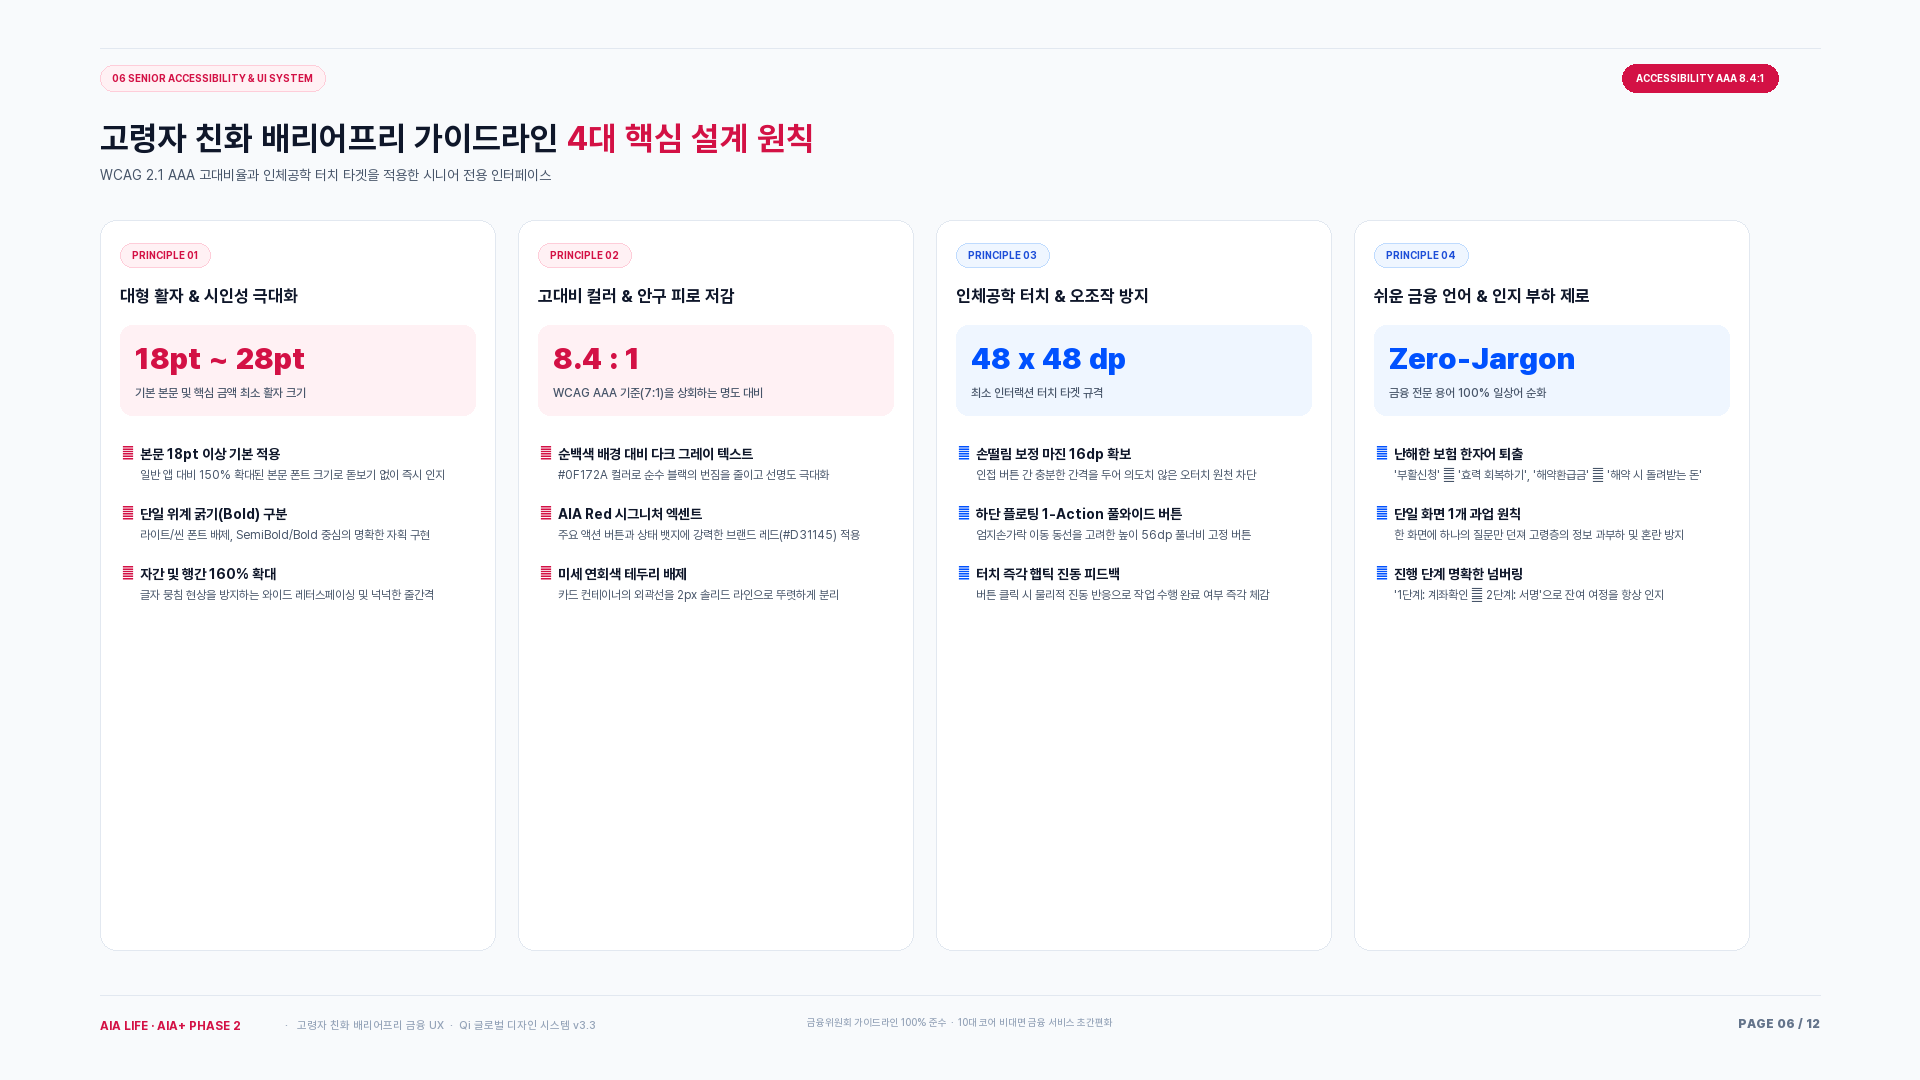 06 SENIOR ACCESSIBILITY & UI SYSTEM
ACCESSIBILITY AAA 8.4:1
고령자 친화 배리어프리 가이드라인 4대 핵심 설계 원칙
WCAG 2.1 AAA 고대비율과 인체공학 터치 타겟을 적용한 시니어 전용 인터페이스
PRINCIPLE 01
대형 활자 & 시인성 극대화
18pt ~ 28pt
기본 본문 및 핵심 금액 최소 활자 크기
본문 18pt 이상 기본 적용
일반 앱 대비 150% 확대된 본문 폰트 크기로 돋보기 없이 즉시 인지
단일 위계 굵기(Bold) 구분
라이트/씬 폰트 배제, SemiBold/Bold 중심의 명확한 자획 구현
자간 및 행간 160% 확대
글자 뭉침 현상을 방지하는 와이드 레터스페이싱 및 넉넉한 줄간격
PRINCIPLE 02
고대비 컬러 & 안구 피로 저감
8.4 : 1
WCAG AAA 기준(7:1)을 상회하는 명도 대비
순백색 배경 대비 다크 그레이 텍스트
#0F172A 컬러로 순수 블랙의 번짐을 줄이고 선명도 극대화
AIA Red 시그니처 엑센트
주요 액션 버튼과 상태 뱃지에 강력한 브랜드 레드(#D31145) 적용
미세 연회색 테두리 배제
카드 컨테이너의 외곽선을 2px 솔리드 라인으로 뚜렷하게 분리
PRINCIPLE 03
인체공학 터치 & 오조작 방지
48 x 48 dp
최소 인터랙션 터치 타겟 규격
손떨림 보정 마진 16dp 확보
인접 버튼 간 충분한 간격을 두어 의도치 않은 오터치 원천 차단
하단 플로팅 1-Action 풀와이드 버튼
엄지손가락 이동 동선을 고려한 높이 56dp 풀너비 고정 버튼
터치 즉각 햅틱 진동 피드백
버튼 클릭 시 물리적 진동 반응으로 작업 수행 완료 여부 즉각 체감
PRINCIPLE 04
쉬운 금융 언어 & 인지 부하 제로
Zero-Jargon
금융 전문 용어 100% 일상어 순화
난해한 보험 한자어 퇴출
'부활신청' '효력 회복하기', '해약환급금' '해약 시 돌려받는 돈'
단일 화면 1개 과업 원칙
한 화면에 하나의 질문만 던져 고령층의 정보 과부하 및 혼란 방지
진행 단계 명확한 넘버링
'1단계: 계좌확인 2단계: 서명'으로 잔여 여정을 항상 인지
AIA LIFE · AIA+ PHASE 2
· 고령자 친화 배리어프리 금융 UX · Qi 글로벌 디자인 시스템 v3.3
금융위원회 가이드라인 100% 준수 · 10대 코어 비대면 금융 서비스 초간편화
PAGE 06 / 12